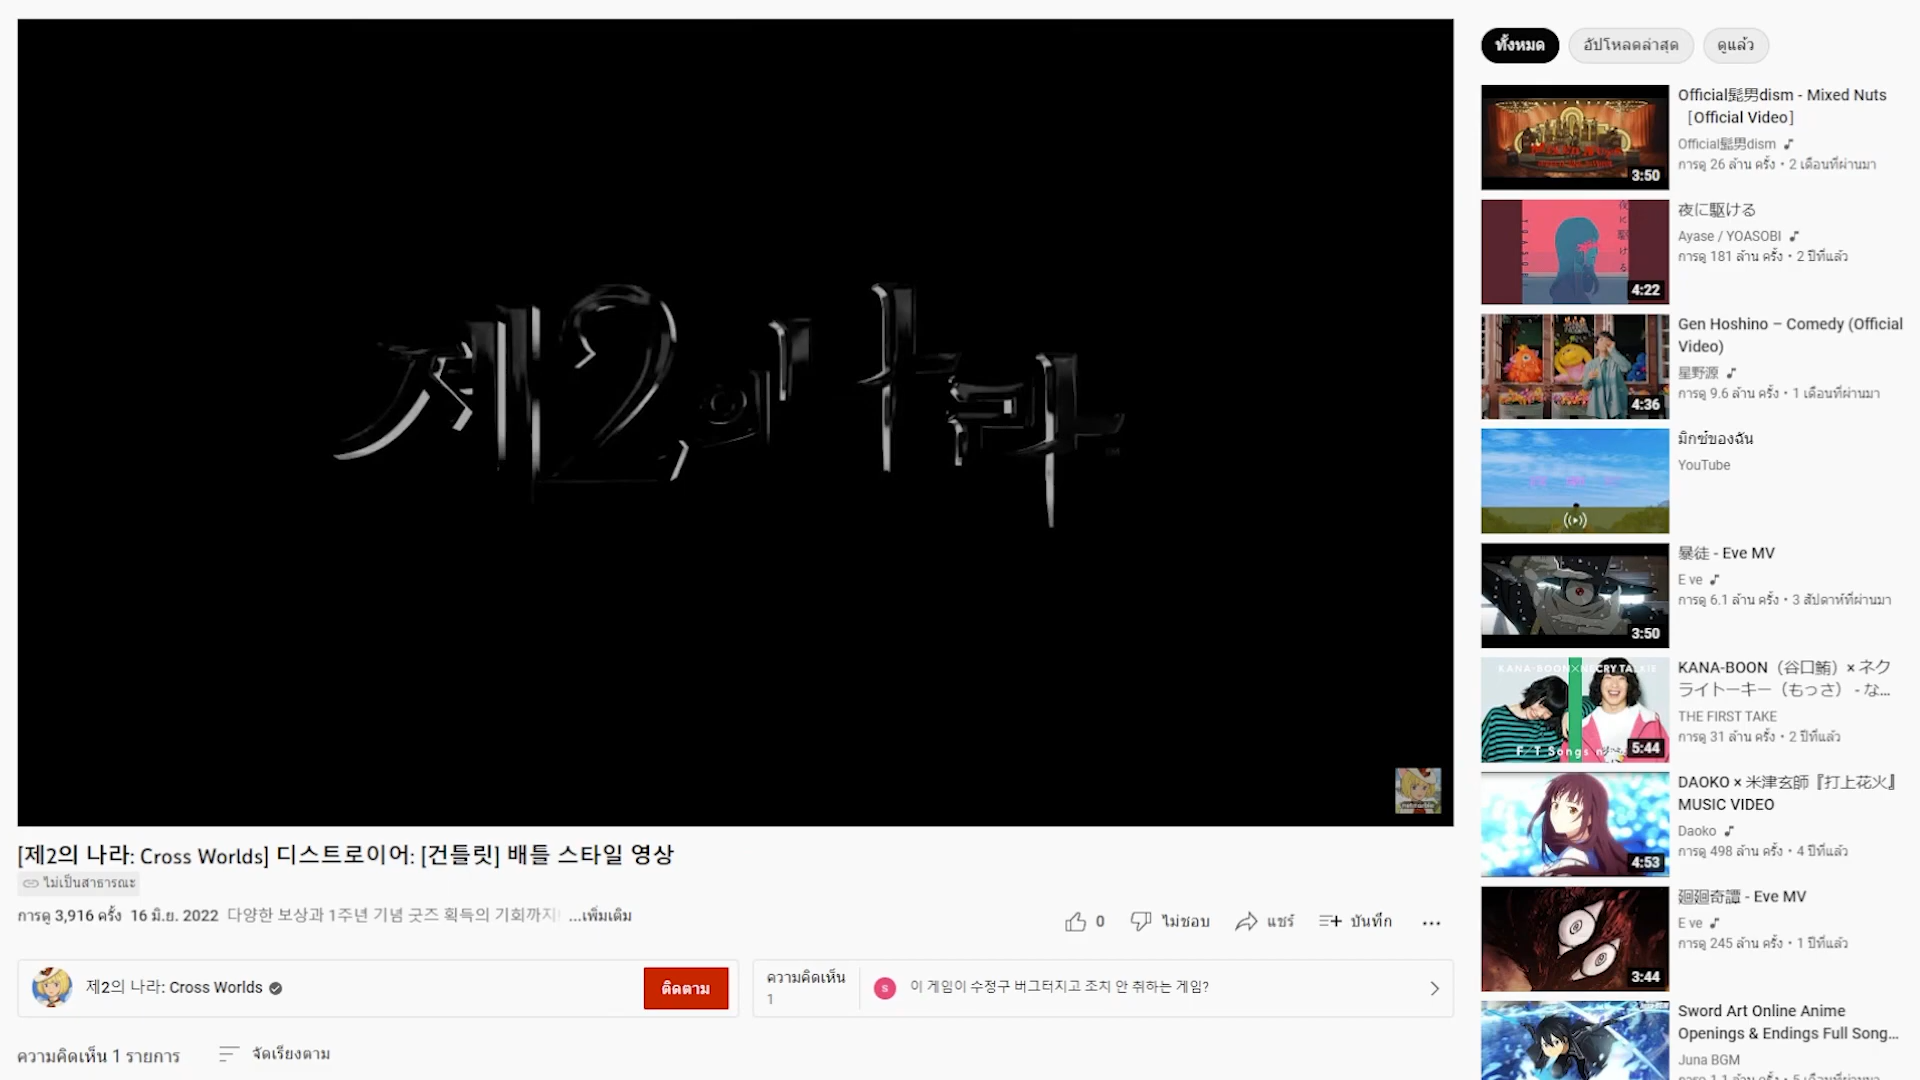 제2의 나라
[제2의 나라: Cross Worlds] 디스트로이어: [건틀릿] 배틀 스타일 영상
ไม่เป็นสาธารณะ
การดู 3,916 ครั้ง 16 มิ.ย. 2022 다양한 보상과 1주년 기념 굿즈 획득의 기회까지! ...เพิ่มเติม
0 ไม่ชอบ แชร์ บันทึก
제2의 나라: Cross Worlds
ติดตาม
ความคิดเห็น
1
S 이 게임이 수정구 버그터지고 조치 안 취하는 게임?
ความคิดเห็น 1 รายการ จัดเรียงตาม
ทั้งหมด อัปโหลดล่าสุด ดูแล้ว
Official髭男dism - Mixed Nuts
［Official Video］
Official髭男dism
การดู 26 ล้าน ครั้ง • 2 เดือนที่ผ่านมา
3:50
夜に駆ける
Ayase / YOASOBI
การดู 181 ล้าน ครั้ง • 2 ปีที่แล้ว
4:22
Gen Hoshino – Comedy (Official
Video)
星野源
การดู 9.6 ล้าน ครั้ง • 1 เดือนที่ผ่านมา
4:36
มิกซ์ของฉัน
YouTube
暴徒 - Eve MV
E ve
การดู 6.1 ล้าน ครั้ง • 3 สัปดาห์ที่ผ่านมา
3:50
KANA-BOON（谷口鮪）× ネク
ライトーキー（もっさ） - な...
THE FIRST TAKE
การดู 31 ล้าน ครั้ง • 2 ปีที่แล้ว
5:44
DAOKO × 米津玄師『打上花火』
MUSIC VIDEO
Daoko
การดู 498 ล้าน ครั้ง • 4 ปีที่แล้ว
4:53
廻廻奇譚 - Eve MV
E ve
การดู 245 ล้าน ครั้ง • 1 ปีที่แล้ว
3:44
Sword Art Online Anime
Openings & Endings Full Song...
Juna BGM